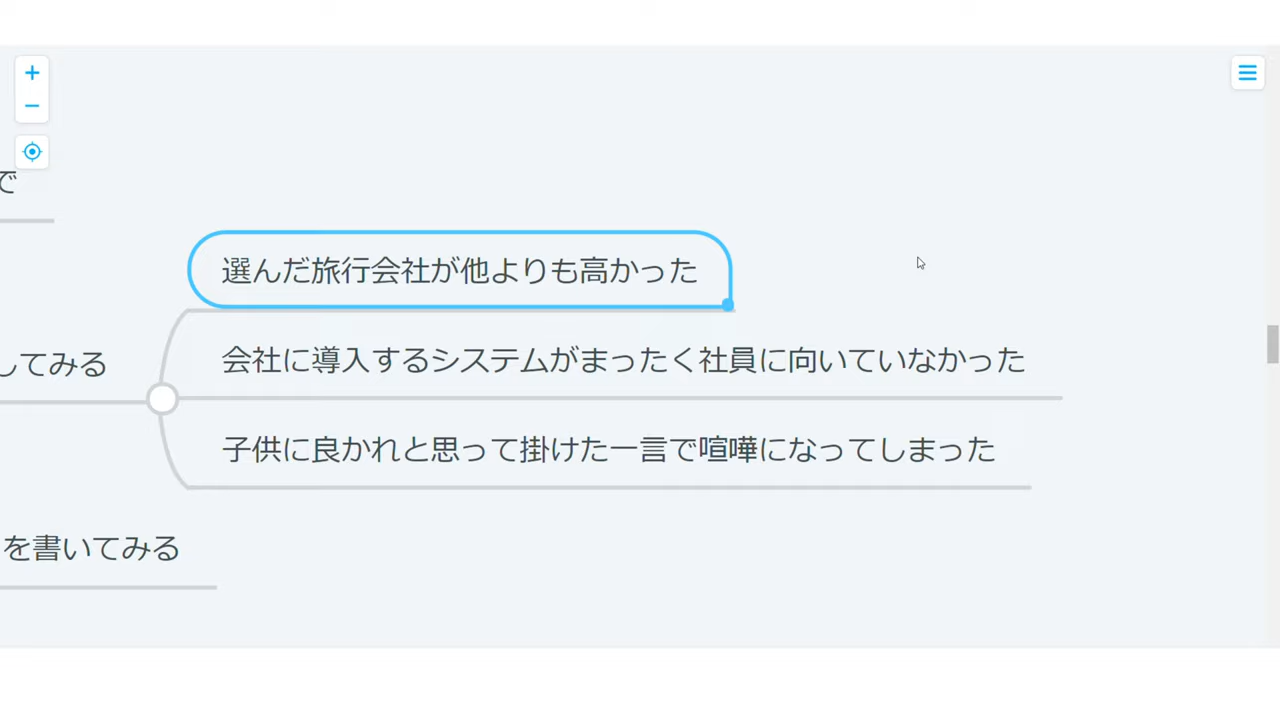 で
選んだ旅行会社が他よりも高かった
してみる
会社に導入するシステムがまったく社員に向いていなかった
子供に良かれと思って掛けた一言で喧嘩になってしまった
を書いてみる